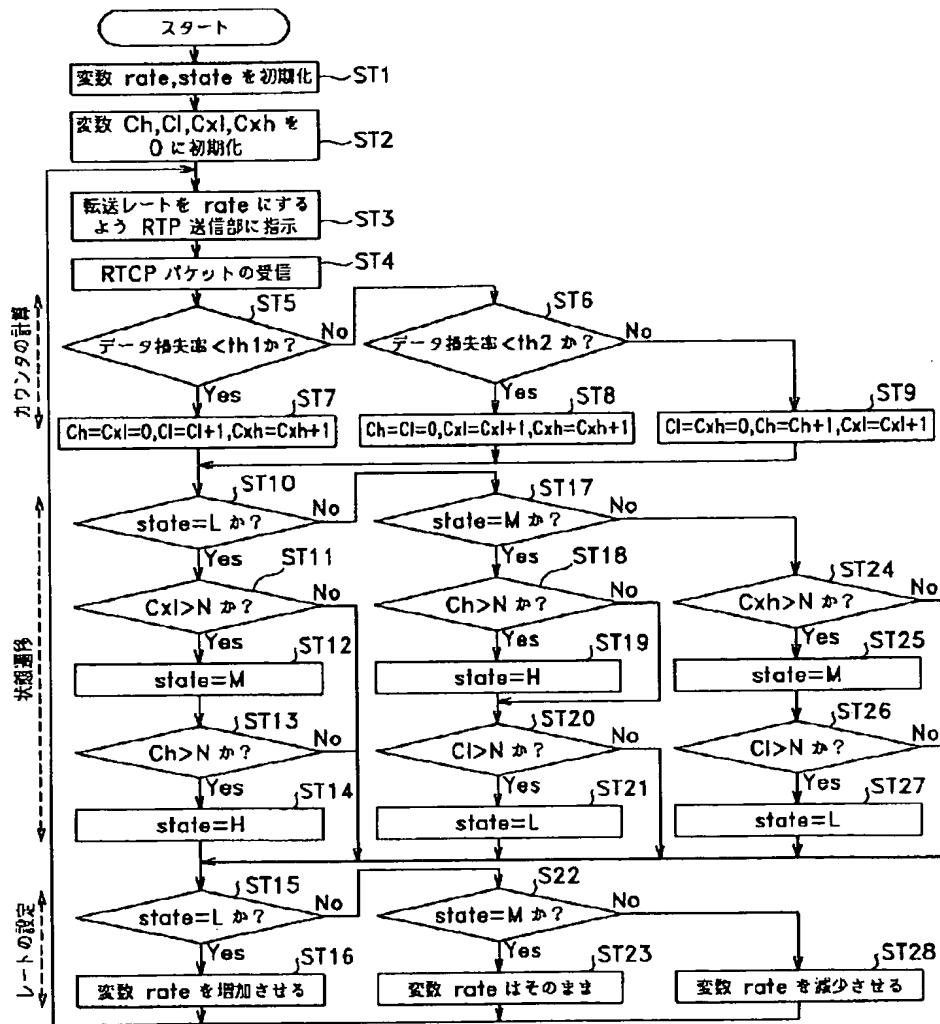 スタート
変数 rate,state を初期化
ST1
変数 Ch,Cl,Cxl,Cxh を
0 に初期化
ST2
転送レートを rate にする
よう RTP 送信部に指示
ST3
RTCP パケットの受信
ST4
カウンタの計算
ST5
データ損失率<th1か?
No
Yes
ST6
データ損失率<th2 か?
No
Yes
ST7
Ch=Cxl=0,Cl=Cl+1,Cxh=Cxh+1
ST8
Ch=Cl=0,Cxl=Cxl+1,Cxh=Cxh+1
ST9
Cl=Cxh=0,Ch=Ch+1,Cxl=Cxl+1
状態遷移
ST10
state=L か?
No
Yes
ST17
state=M か?
No
Yes
ST11
Cxl>N か?
No
Yes
ST18
Ch>N か?
No
Yes
ST24
Cxh>N か?
No
Yes
ST12
state=M
ST19
state=H
ST25
state=M
ST13
Ch>N か?
No
Yes
ST20
Cl>N か?
No
Yes
ST26
Cl>N か?
No
Yes
ST14
state=H
ST21
state=L
ST27
state=L
レートの設定
ST15
state=L か?
No
Yes
S22
state=M か?
No
Yes
ST16
変数 rate を増加させる
ST23
変数 rate はそのまま
ST28
変数 rate を減少させる